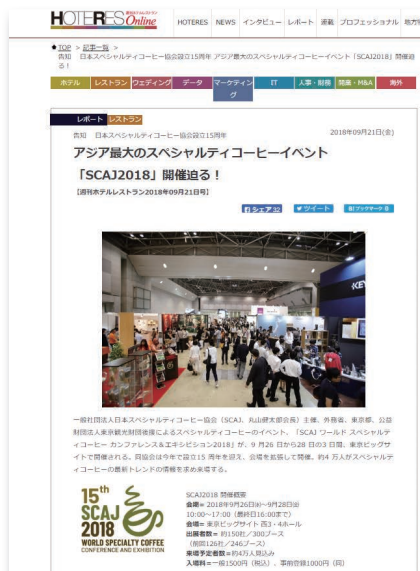 HOTERES Online
HOTERES NEWS インタビュー レポート 連載 プロフェッショナル
TOP > 記事一覧 >
告知 日本スペシャルティコーヒー協会設立15周年 アジア最大のスペシャルティコーヒーイベント「SCAJ2018」開催迫
る!
ホテル レストラン ウェディング データ マーケティン
グ IT 人事・総務 開業・MBA 海外
レポート レストラン
告知 日本スペシャルティコーヒー協会設立15周年 2018年09月21日(金)
アジア最大のスペシャルティコーヒーイベント
「SCAJ2018」開催迫る!
【週刊ホテルレストラン2018年09月21日号】
シェア 32 ツイート B!ブックマーク 0
KEY
一般社団法人日本スペシャルティコーヒー協会（SCAJ、丸山健太郎会長）主催、外務省、東京都、公益
財団法人東京観光財団後援によるスペシャルティコーヒーのイベント、「SCAJ ワールド スペシャルテ
ィコーヒー カンファレンス&エキシビション2018」が、9 月26 日から28 日の3 日間、東京ビッグサ
イトで開催される。同協会は今年で設立15 周年を迎え、会場を拡張して開催。約4 万人がスペシャルテ
ィコーヒーの最新トレンドの情報を求め来場する。
15th
SCAJ
2018
WORLD SPECIALTY COFFEE
CONFERENCE AND EXHIBITION
SCAJ2018 開催概要
会期= 2018年9月26日㈬〜9月28日㈮
10:00〜17:00（最終日16:00まで）
会場= 東京ビッグサイト 西3・4ホール
出展者数= 約150社／300ブース
（前回126社／246ブース）
来場予定者数=約4万人見込み
入場料=一般1500円（税込）、事前登録1000円（同）